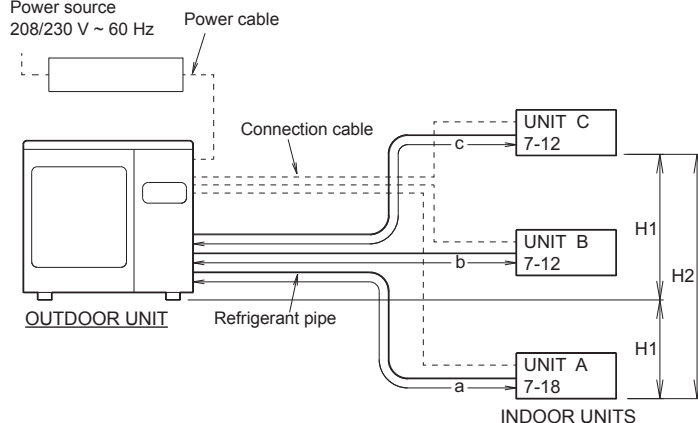 Power source
208/230 V ~ 60 Hz
Power cable
Connection cable
c
UNIT C
7-12
H1
H2
b
UNIT B
7-12
OUTDOOR UNIT
Refrigerant pipe
H1
a
UNIT A
7-18
INDOOR UNITS